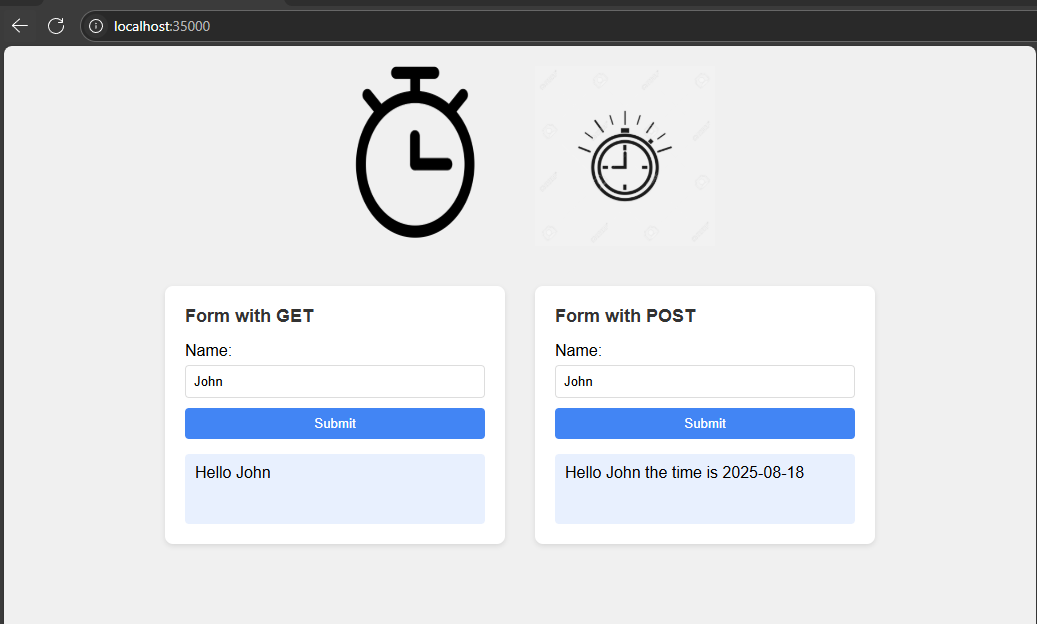 localhost:35000
Form with GET
Name:
John
Submit
Hello John
Form with POST
Name:
John
Submit
Hello John the time is 2025-08-18